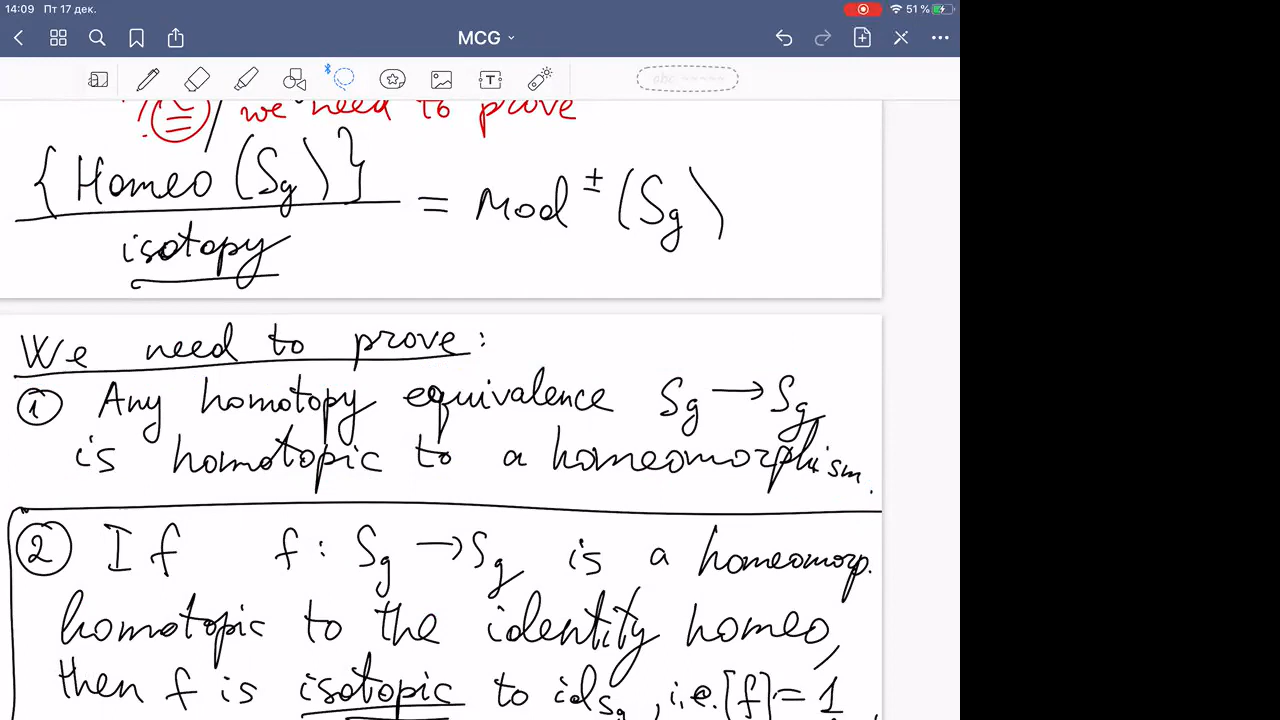 14:09 Пт 17 дек.
51 %
MCG
we need to prove
{ Homeo (Sg) }
isotopy
= Mod ± (Sg)
We need to prove :
① Any homotopy equivalence Sg → Sg
is homotopic to a homeomorphism.
② If f : Sg → Sg is a homeomorp.
homotopic to the identity homeo,
then f is isotopic to id Sg , i.e. [f] = 1